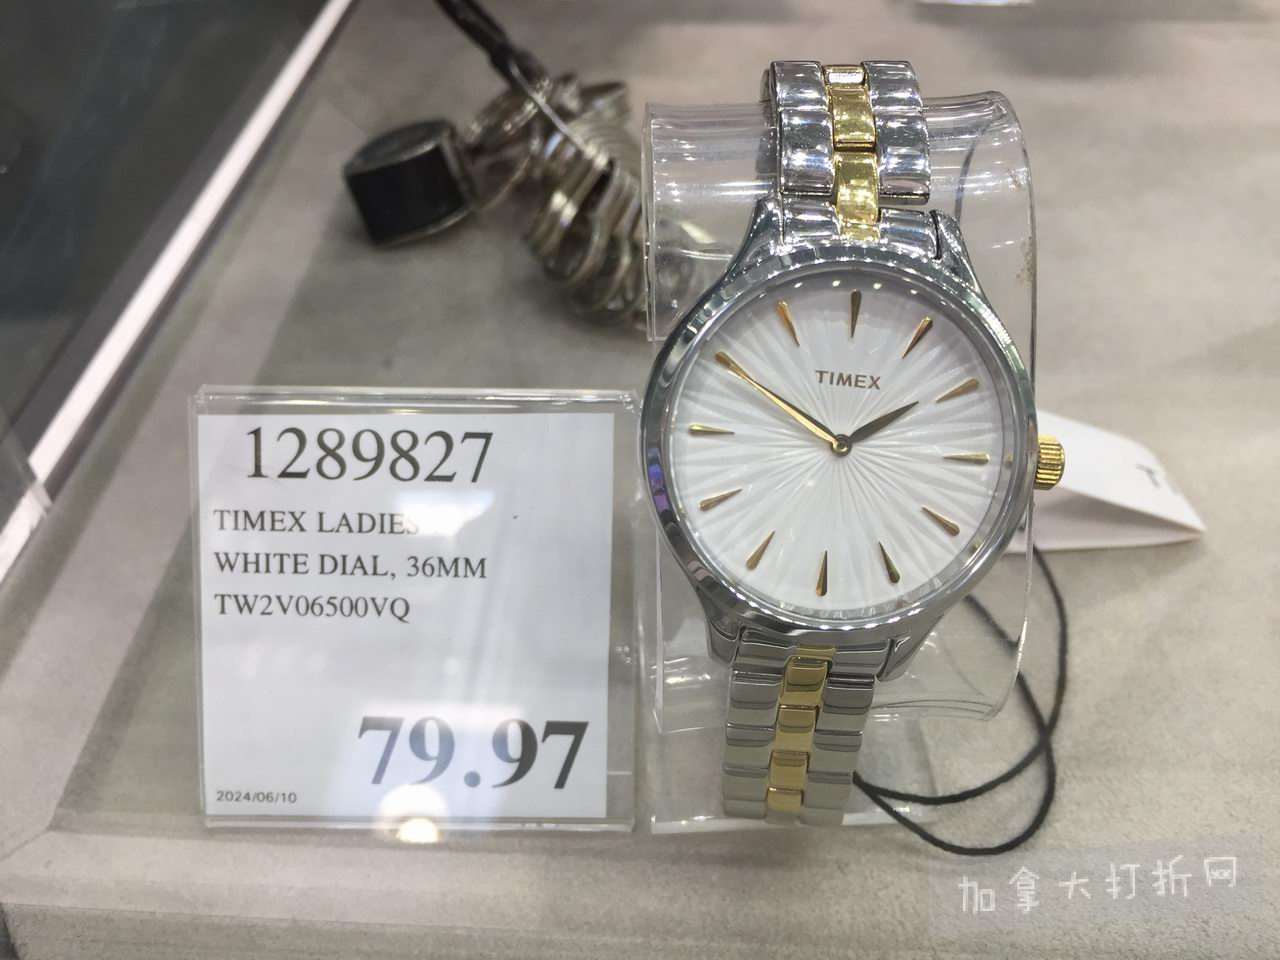 1289827
TIMEX LADIES
WHITE DIAL, 36MM
TW2V06500VQ
79.97
2024/06/10
TIMEX
加拿大打折网